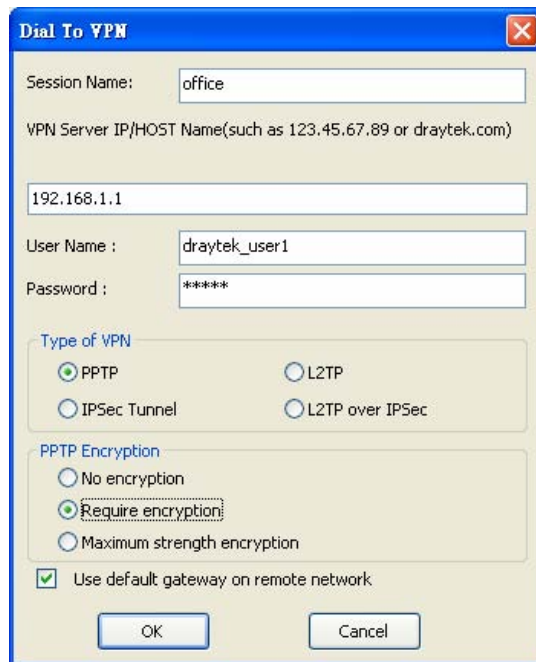 Dial To VPN
Session Name: office
VPN Server IP/HOST Name(such as 123.45.67.89 or draytek.com)
192.168.1.1
User Name : draytek_user1
Password : *****
Type of VPN
PPTP L2TP
IPSec Tunnel L2TP over IPSec
PPTP Encryption
No encryption
Require encryption
Maximum strength encryption
Use default gateway on remote network
OK Cancel